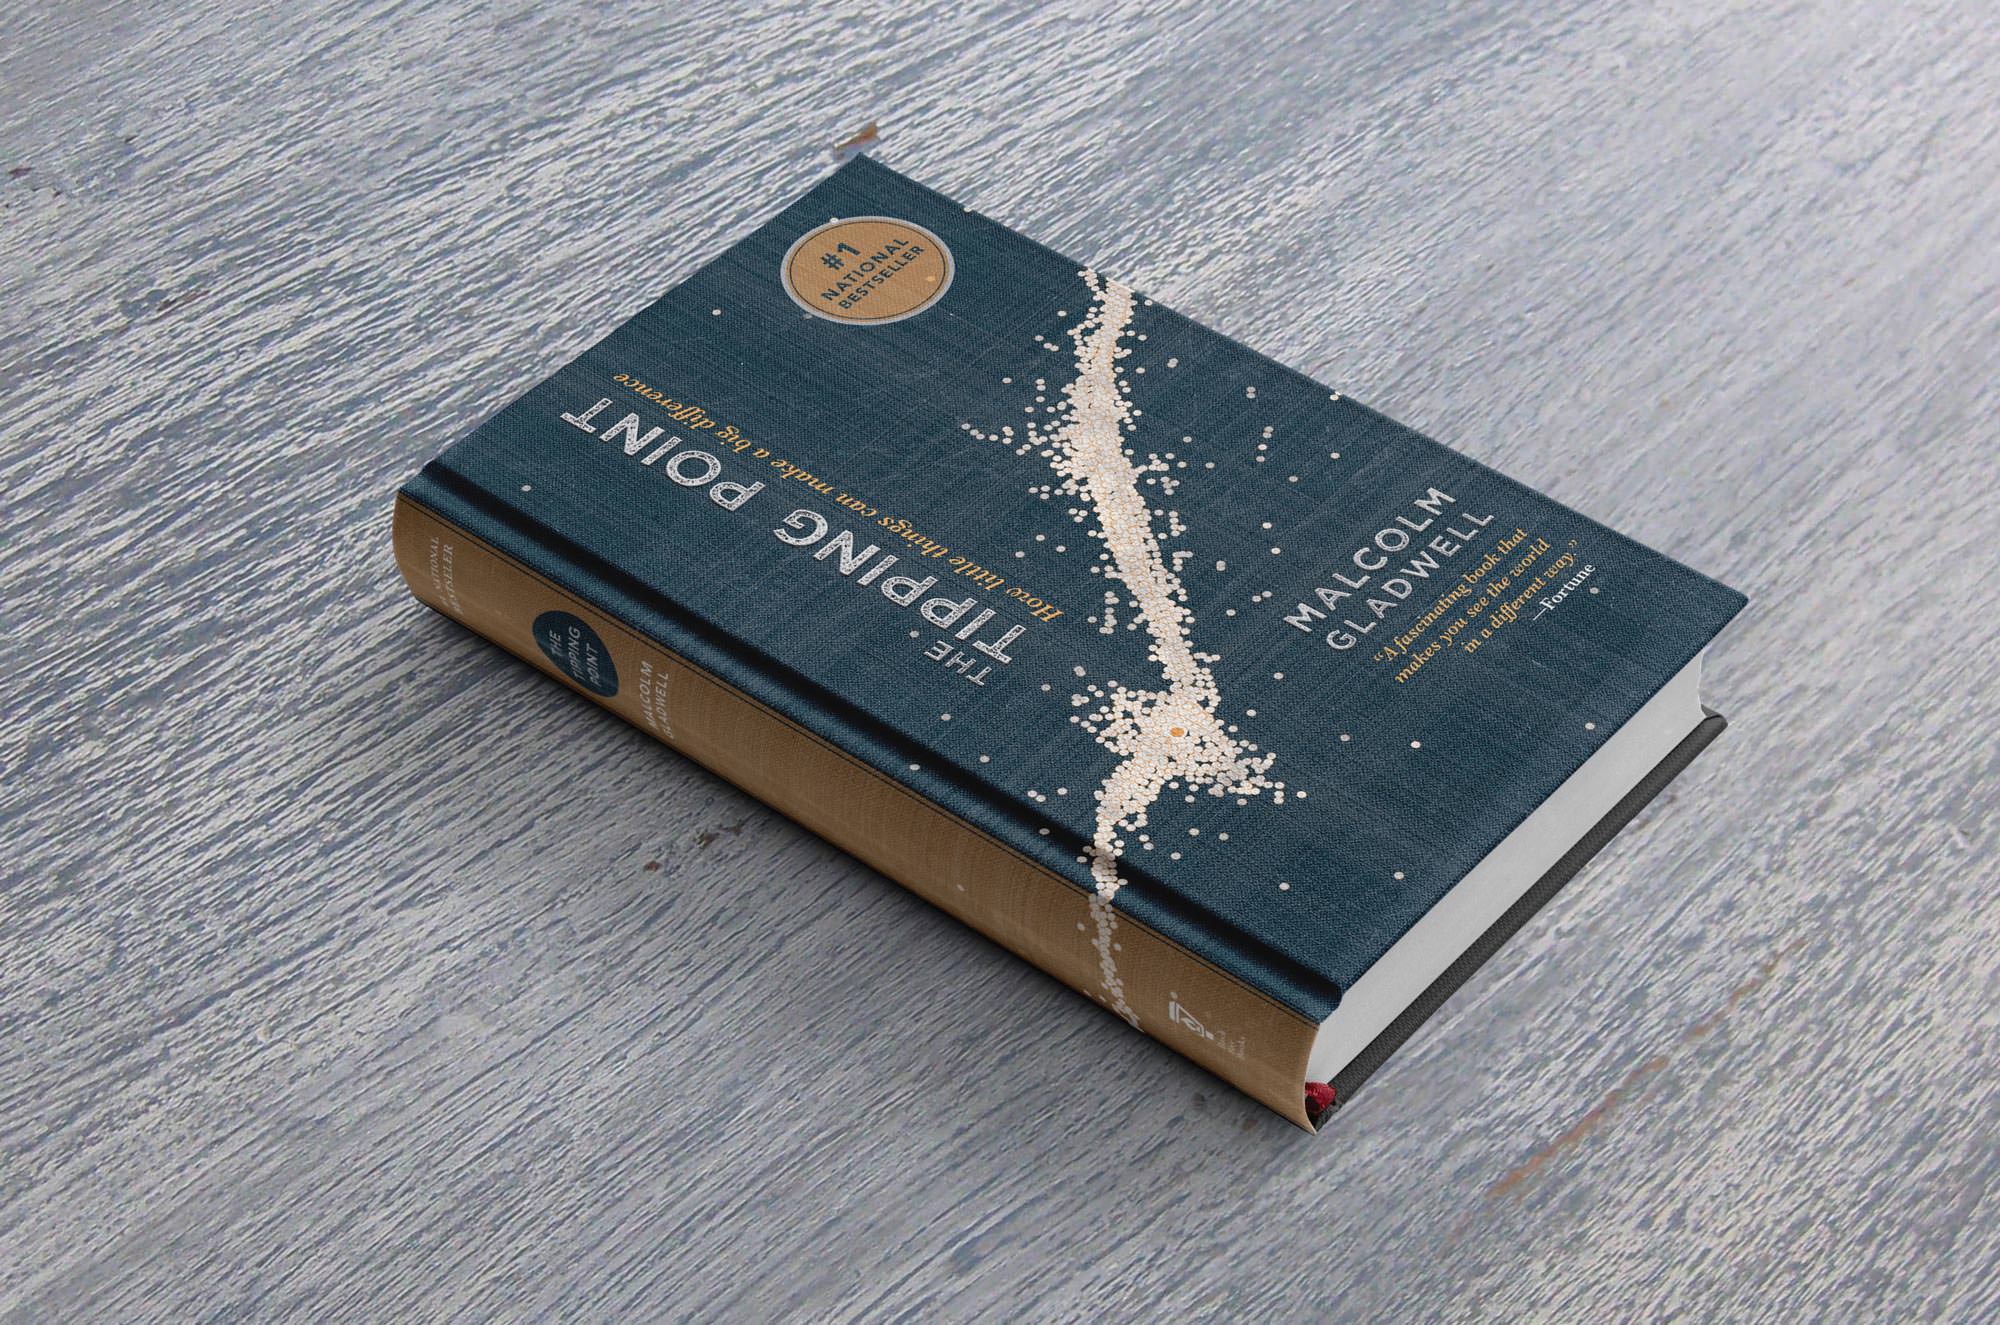 #1
NATIONAL
BESTSELLER
THE
TIPPING POINT
How little things can make a big difference
MALCOLM
GLADWELL
“A fascinating book that
makes you see the world
in a different way.”
—Fortune
NATIONAL
BESTSELLER
THE
TIPPING
POINT
MALCOLM
GLADWELL